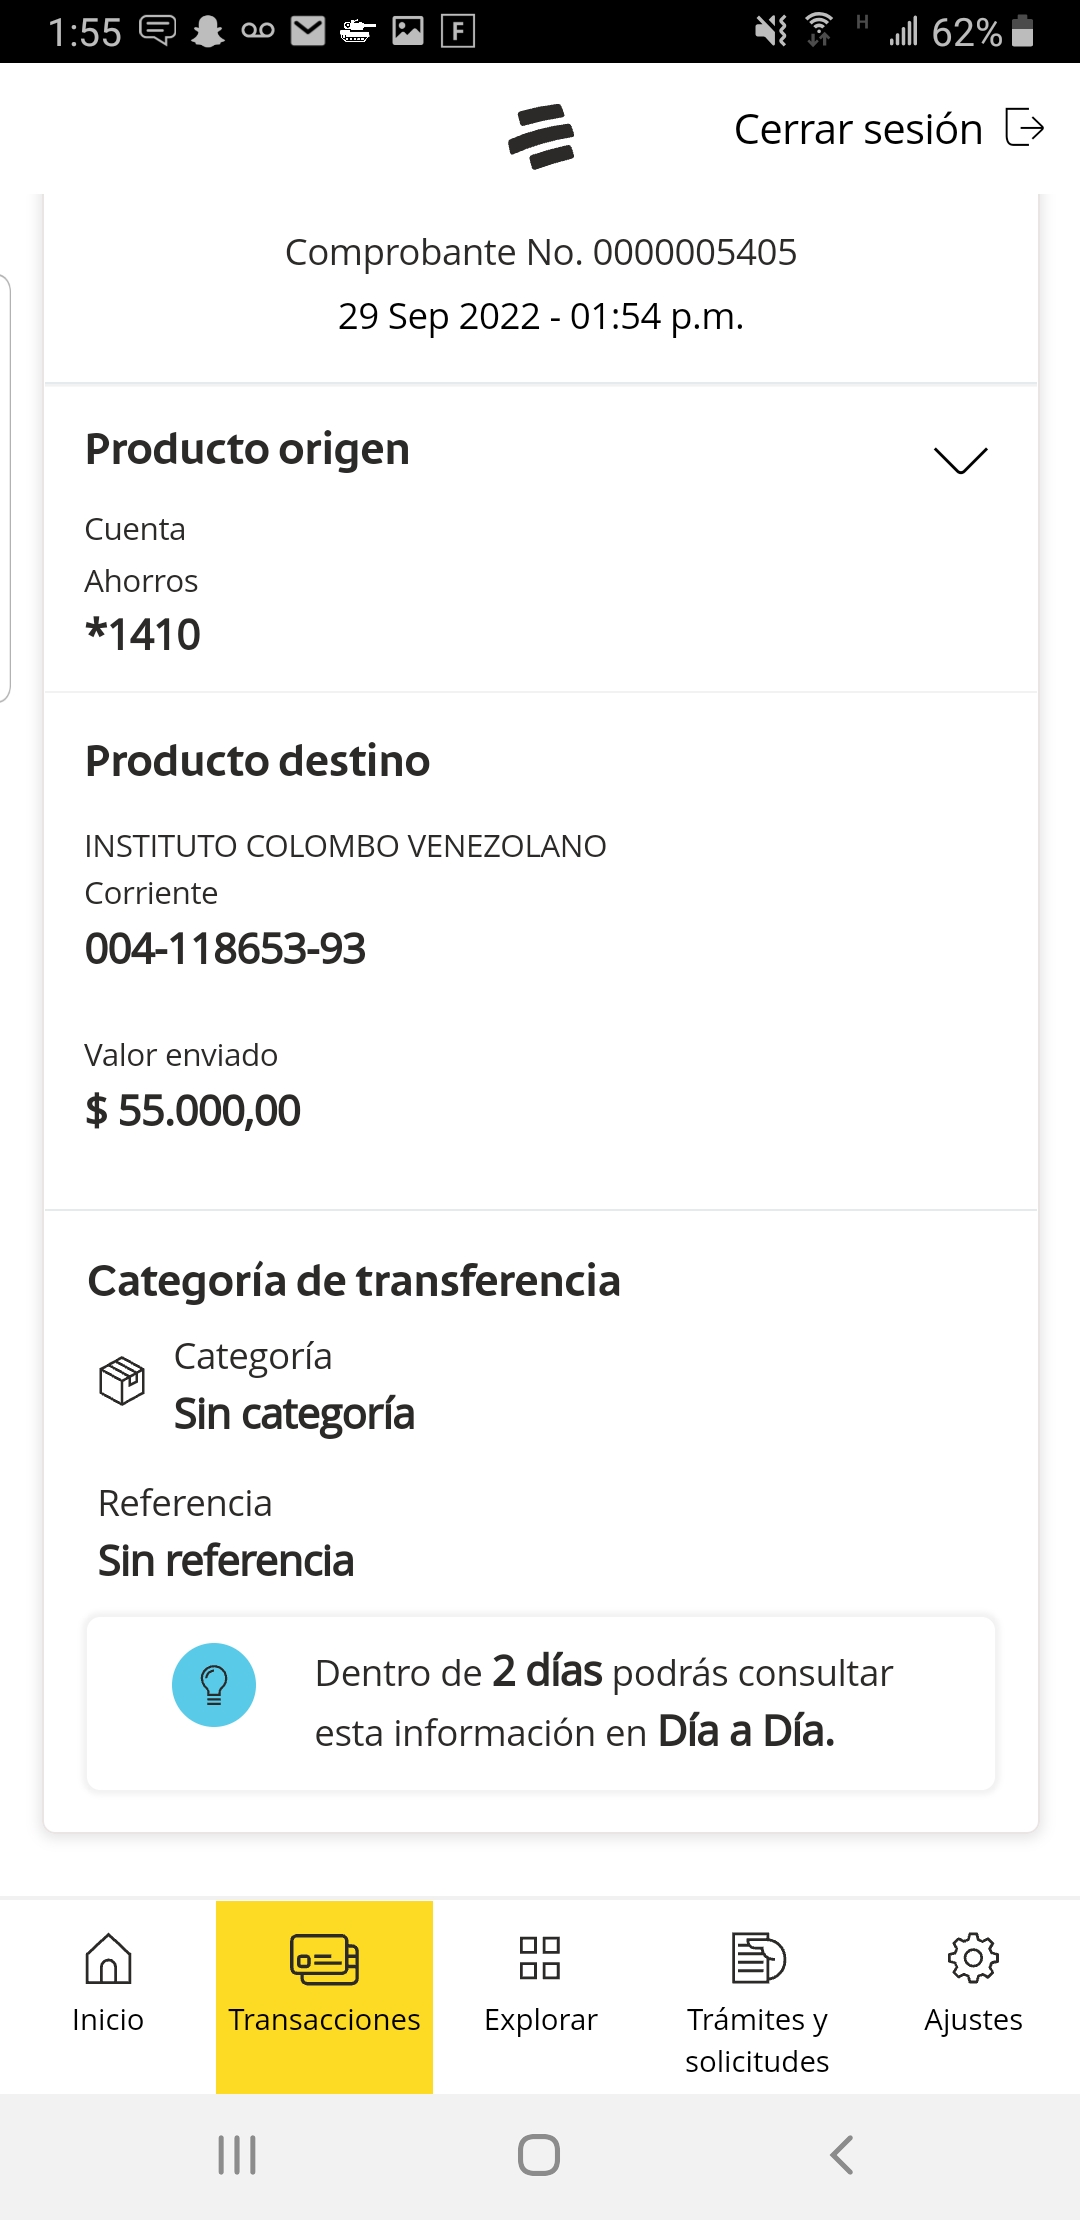 1:55
F
H
62%
Cerrar sesión
Comprobante No. 0000005405
29 Sep 2022 - 01:54 p.m.
Producto origen
Cuenta
Ahorros
*1410
Producto destino
INSTITUTO COLOMBO VENEZOLANO
Corriente
004-118653-93
Valor enviado
$ 55.000,00
Categoría de transferencia
Categoría
Sin categoría
Referencia
Sin referencia
Dentro de 2 días podrás consultar
esta información en Día a Día.
Inicio
Transacciones
Explorar
Trámites y
solicitudes
Ajustes